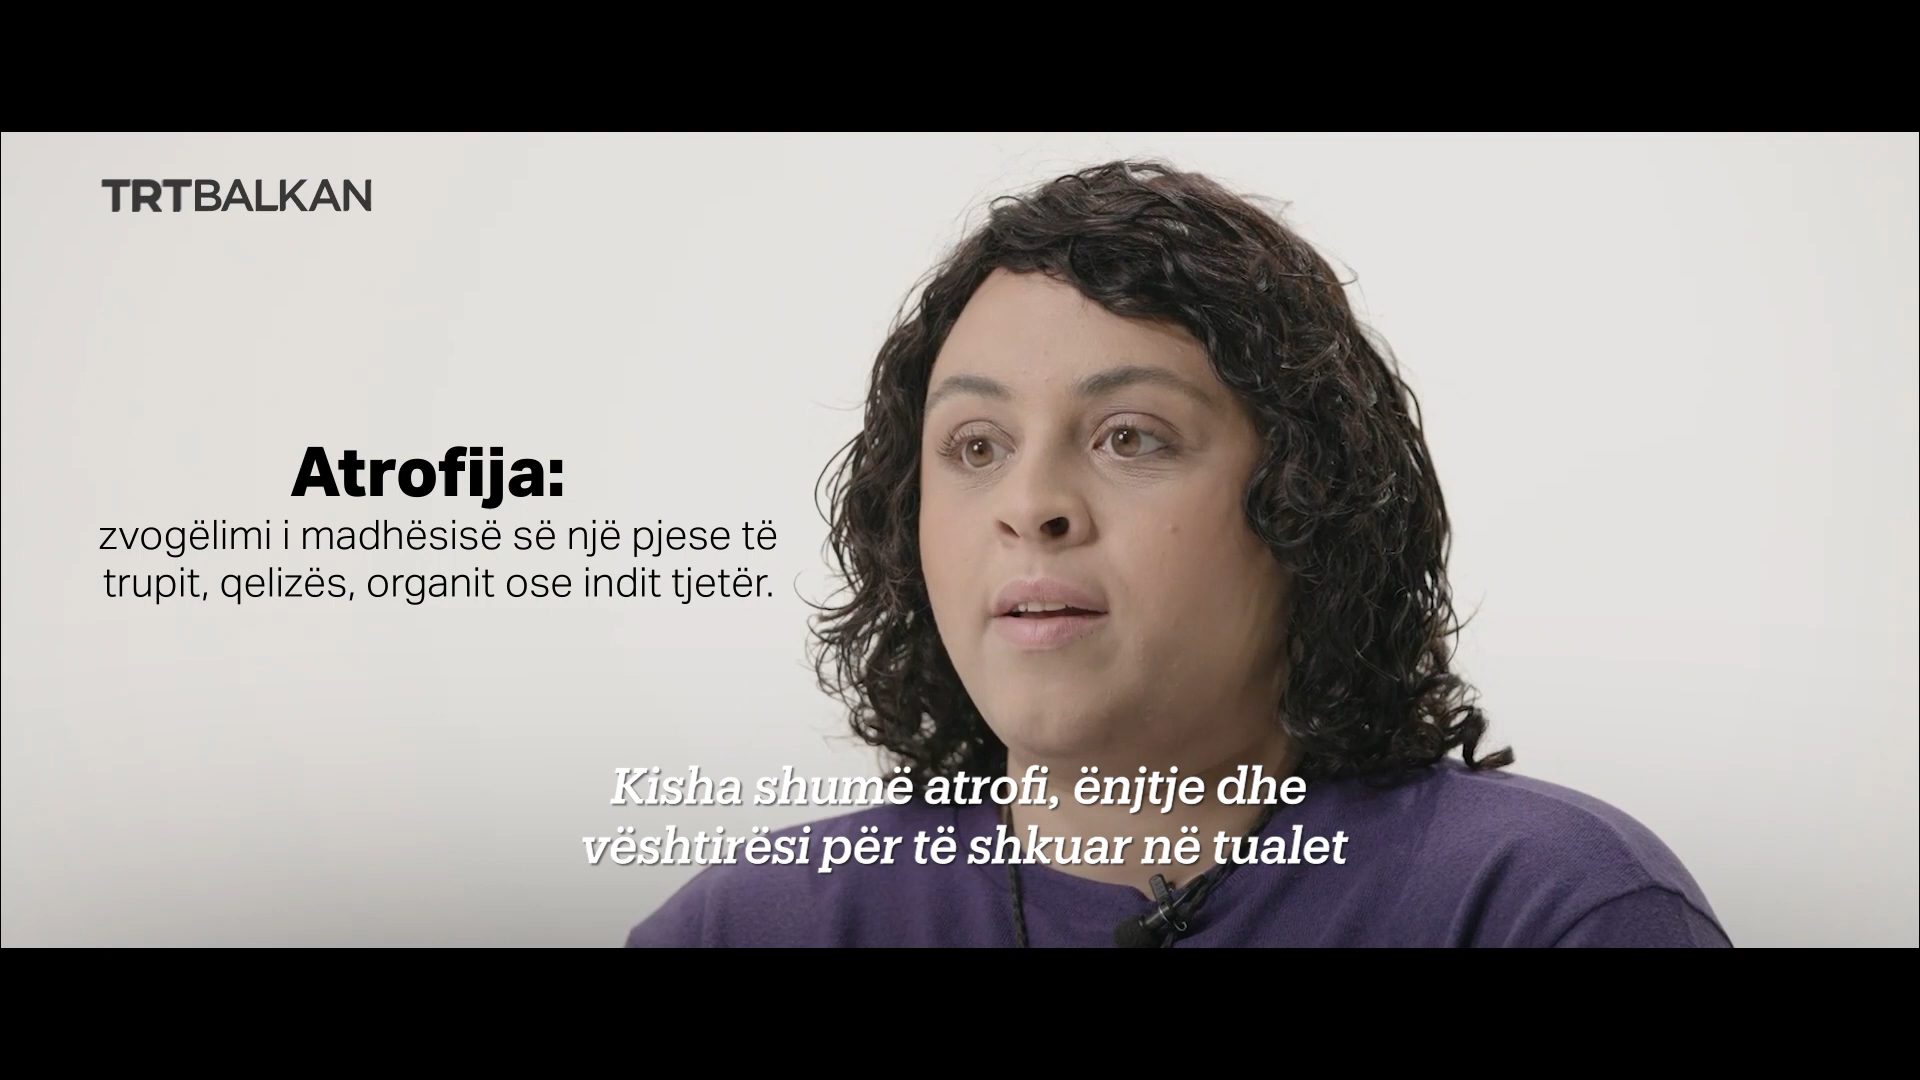 TRTBALKAN
Atrofija:
zvogëlimi i madhësisë së një pjese të
trupit, qelizës, organit ose indit tjetër.
Kisha shumë atrofi, ënjtje dhe
vështirësi për të shkuar në tualet